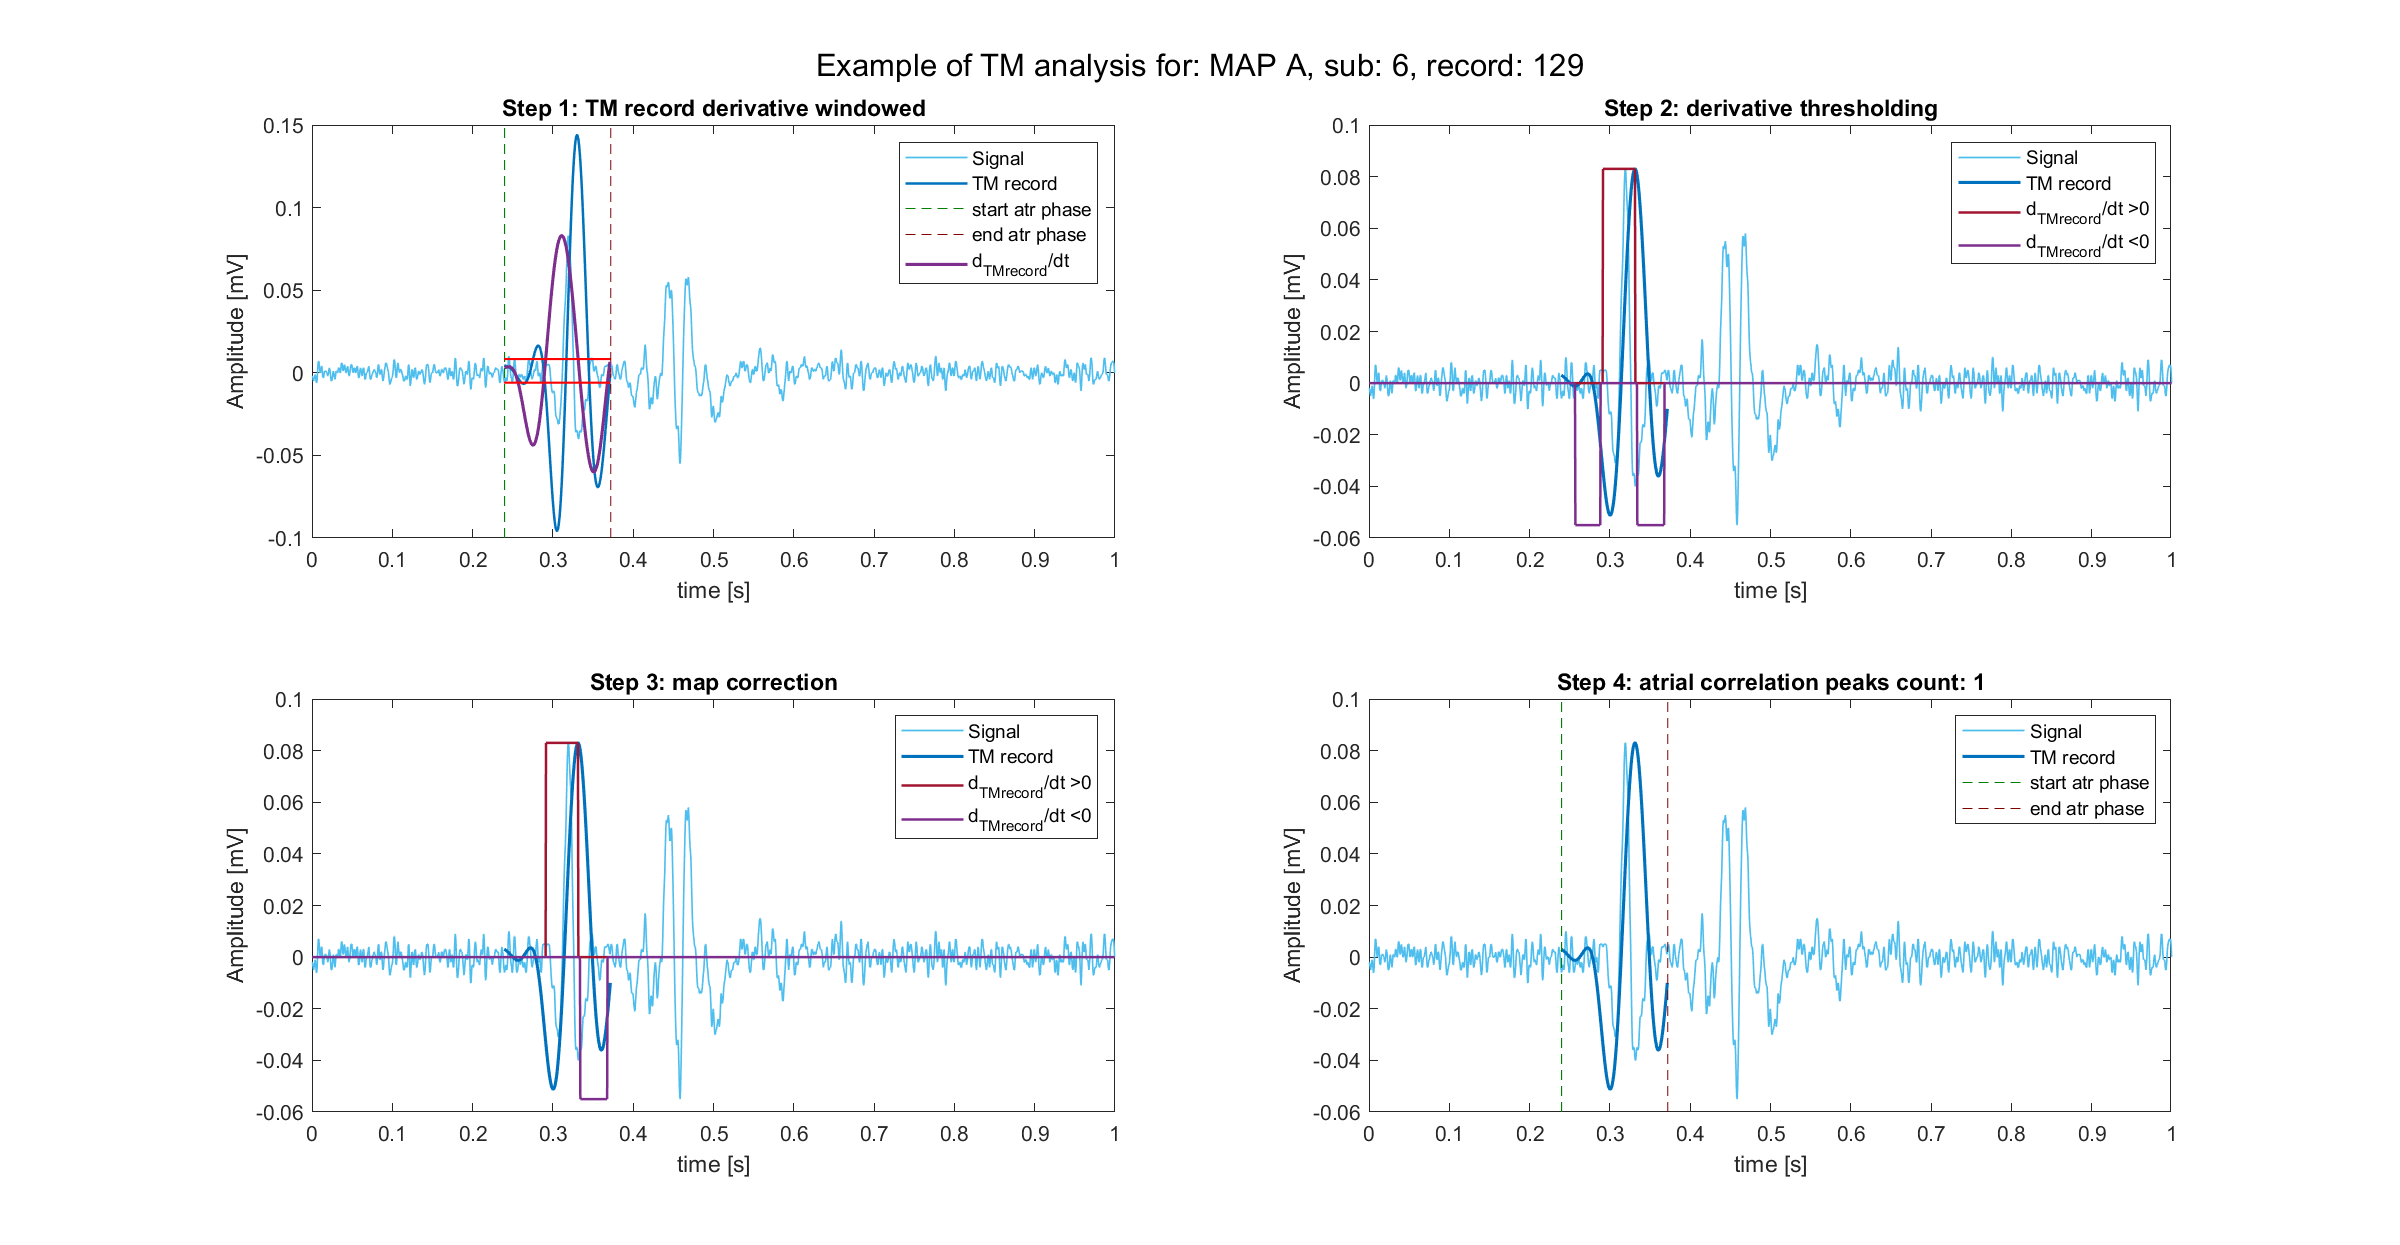 Example of TM analysis for: MAP A, sub: 6, record: 129
Step 1: TM record derivative windowed
0.15
0.1
0.05
0
-0.05
-0.1
Amplitude [mV]
Signal
TM record
start atr phase
end atr phase
dTMrecord/dt
0 0.1 0.2 0.3 0.4 0.5 0.6 0.7 0.8 0.9 1
time [s]
Step 2: derivative thresholding
0.1
0.08
0.06
0.04
0.02
0
-0.02
-0.04
-0.06
Amplitude [mV]
Signal
TM record
dTMrecord/dt >0
dTMrecord/dt <0
0 0.1 0.2 0.3 0.4 0.5 0.6 0.7 0.8 0.9 1
time [s]
Step 3: map correction
0.1
0.08
0.06
0.04
0.02
0
-0.02
-0.04
-0.06
Amplitude [mV]
Signal
TM record
dTMrecord/dt >0
dTMrecord/dt <0
0 0.1 0.2 0.3 0.4 0.5 0.6 0.7 0.8 0.9 1
time [s]
Step 4: atrial correlation peaks count: 1
0.1
0.08
0.06
0.04
0.02
0
-0.02
-0.04
-0.06
Amplitude [mV]
Signal
TM record
start atr phase
end atr phase
0 0.1 0.2 0.3 0.4 0.5 0.6 0.7 0.8 0.9 1
time [s]